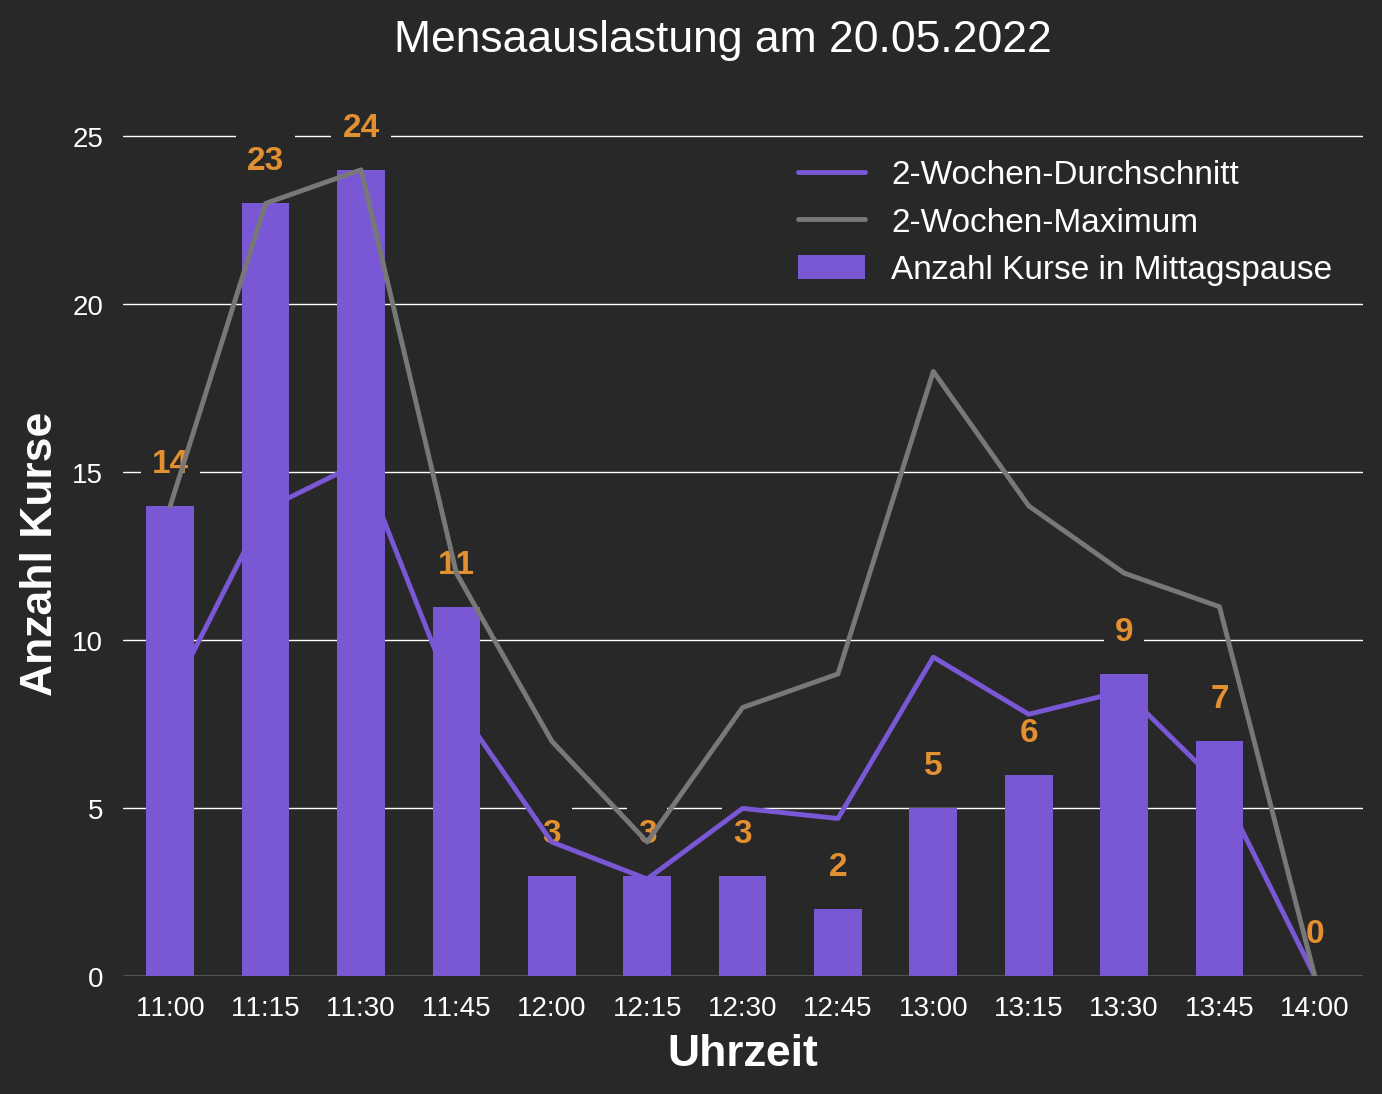 Mensaauslastung am 20.05.2022
2-Wochen-Durchschnitt
2-Wochen-Maximum
Anzahl Kurse in Mittagspause
Anzahl Kurse
25
20
15
10
5
0
14
23
24
11
3
3
3
2
5
6
9
7
0
11:00 11:15 11:30 11:45 12:00 12:15 12:30 12:45 13:00 13:15 13:30 13:45 14:00
Uhrzeit